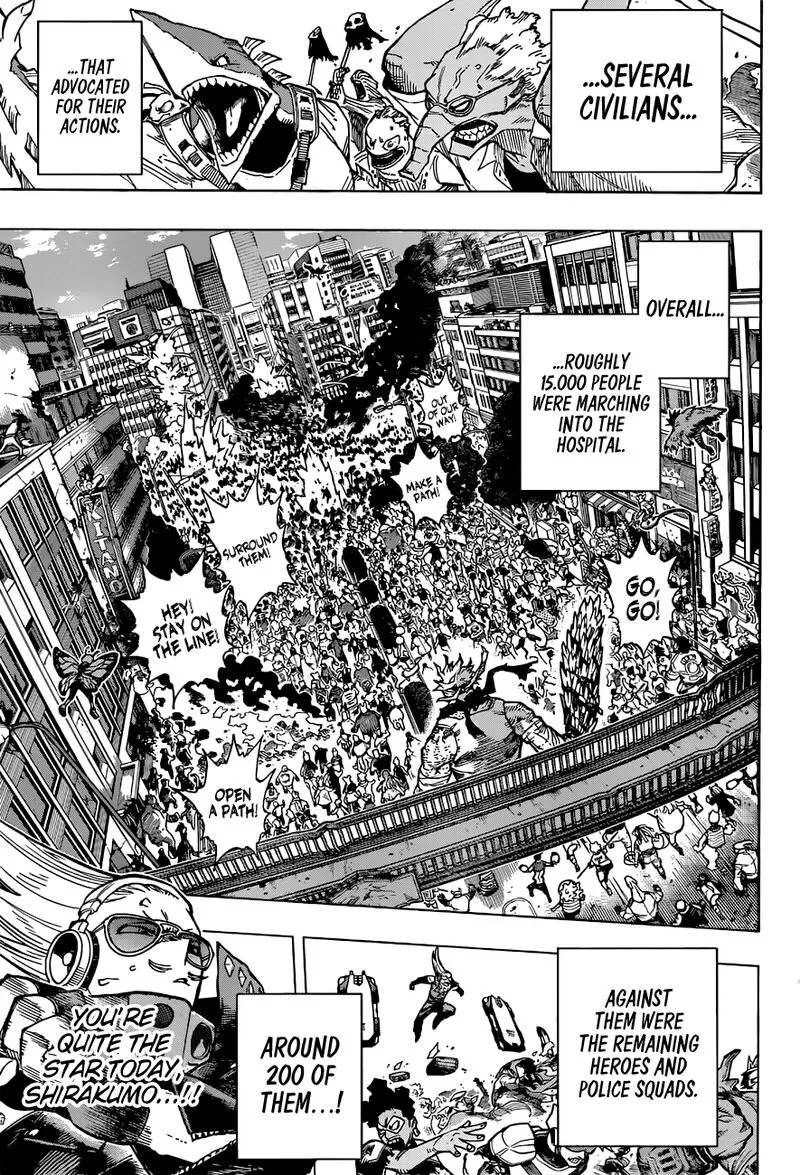 ...SEVERAL
CIVILIANS...
...THAT
ADVOCATED
FOR THEIR
ACTIONS.
OVERALL...
...ROUGHLY
15.000 PEOPLE
WERE MARCHING
INTO THE
HOSPITAL.
OUT
OF OUR
WAY!
MAKE A
PATH!
SURROUND
THEM!
GO,
GO!
HEY!
STAY ON
THE LINE!
OPEN
A PATH!
AGAINST
THEM WERE
THE REMAINING
HEROES AND
POLICE SQUADS.
AROUND
200 OF
THEM...!
YOU'RE
QUITE THE
STAR TODAY,
SHIRAKUMO...!!